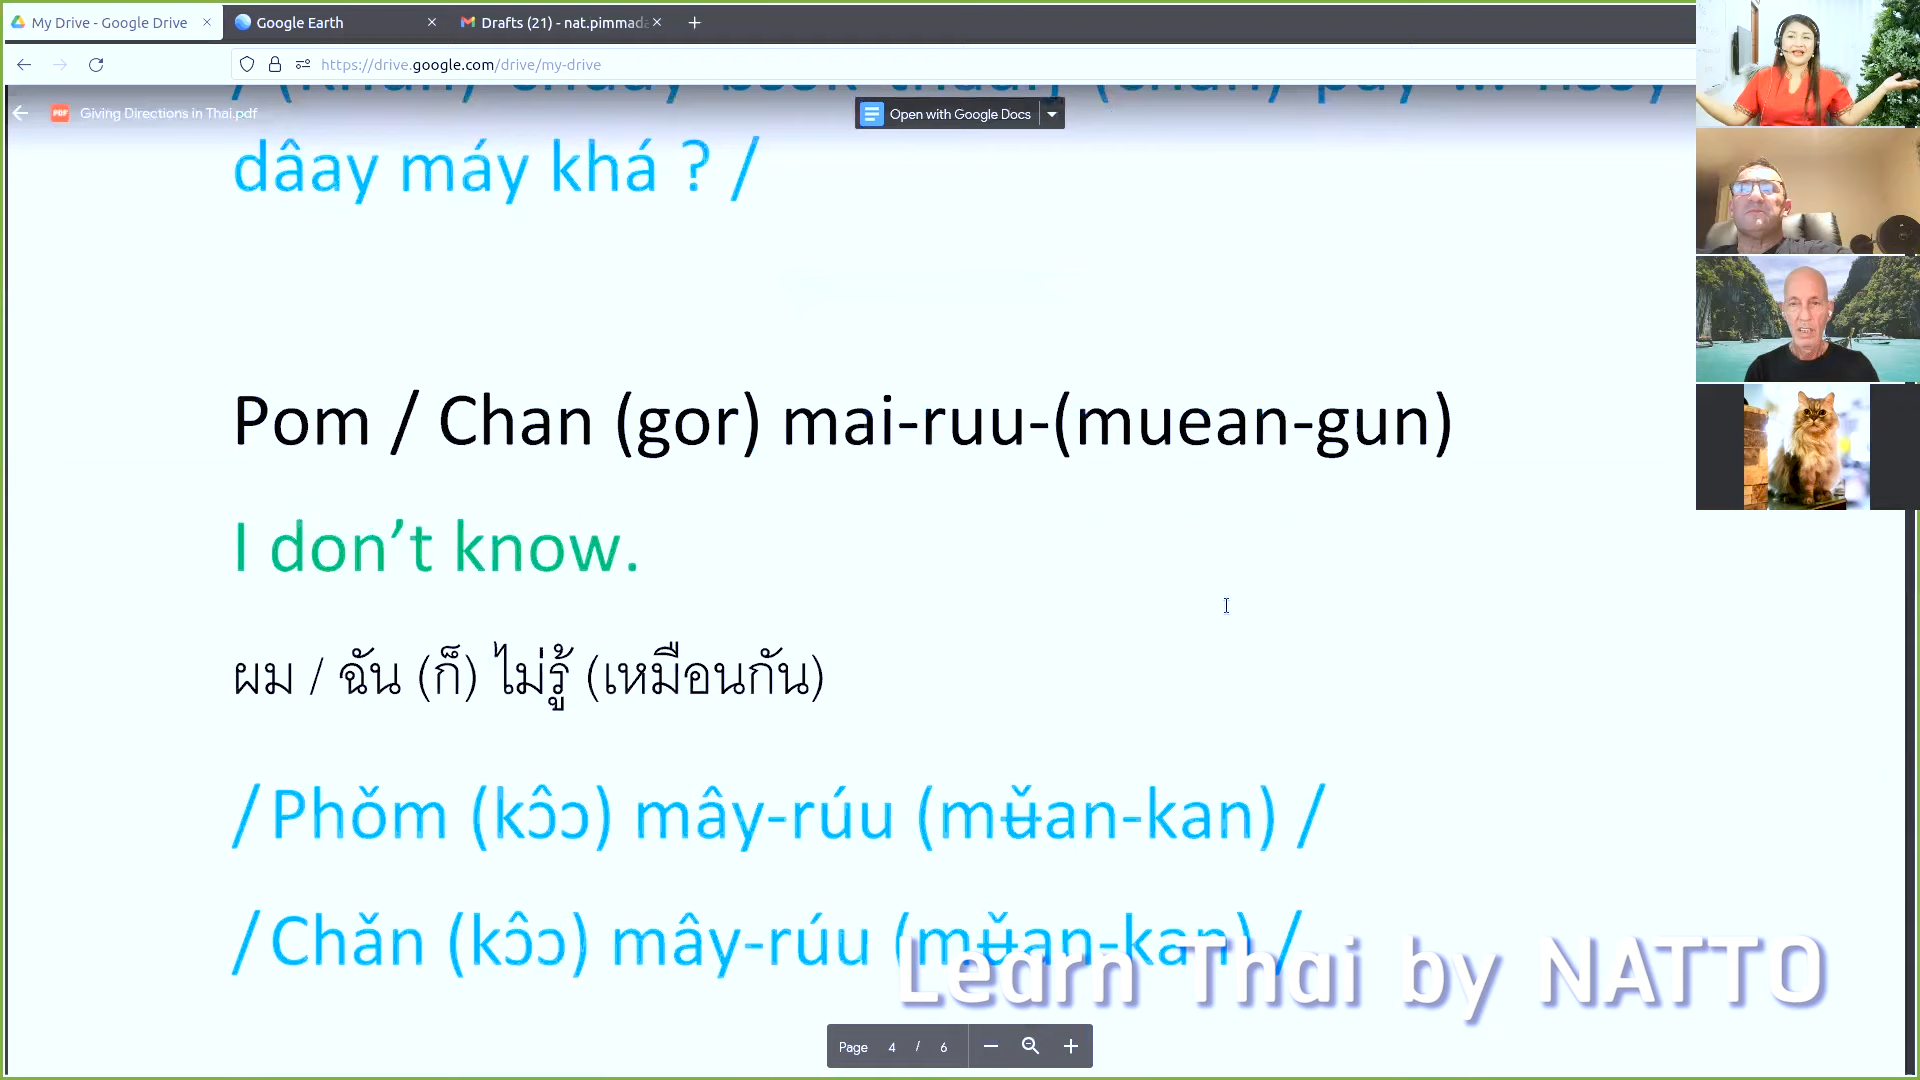 My Drive - Google Drive
Google Earth
Drafts (21) - nat.pimmada
https://drive.google.com/drive/my-drive
Giving Directions in Thai.pdf
Open with Google Docs
dâay máy khá ? /
Pom / Chan (gor) mai-ruu-(muean-gun)
I don’t know.
ผม / ฉัน (ก็) ไม่รู้ (เหมือนกัน)
/ Phǒm (kɔ̂ɔ) mây-rúu (mʉ̌an-kan) /
/ Chǎn (kɔ̂ɔ) mây-rúu (mʉ̌an-kan) /
Learn Thai by NATTO
Page 4 / 6